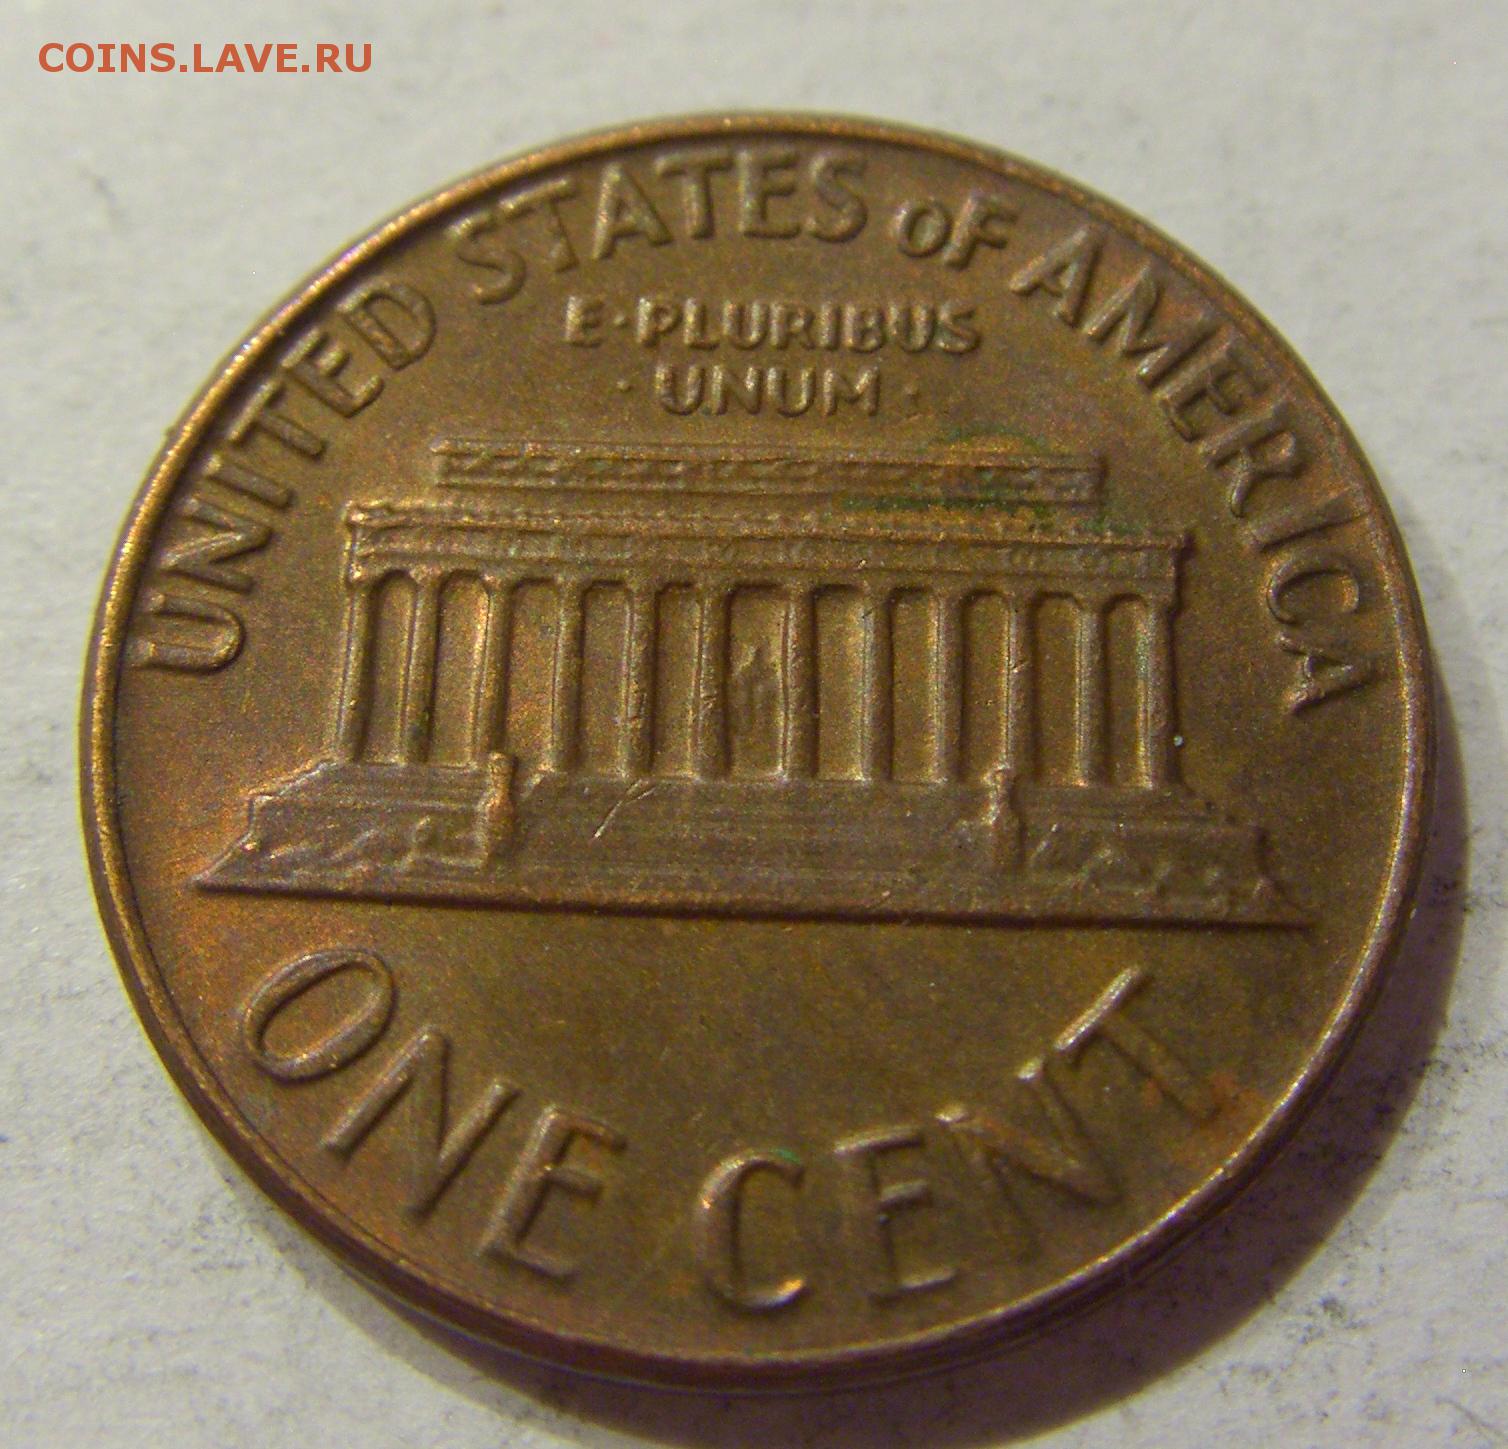 COINS.LAVE.RU
UNITED STATES OF AMERICA
E·PLURIBUS
·UNUM·
ONE CENT